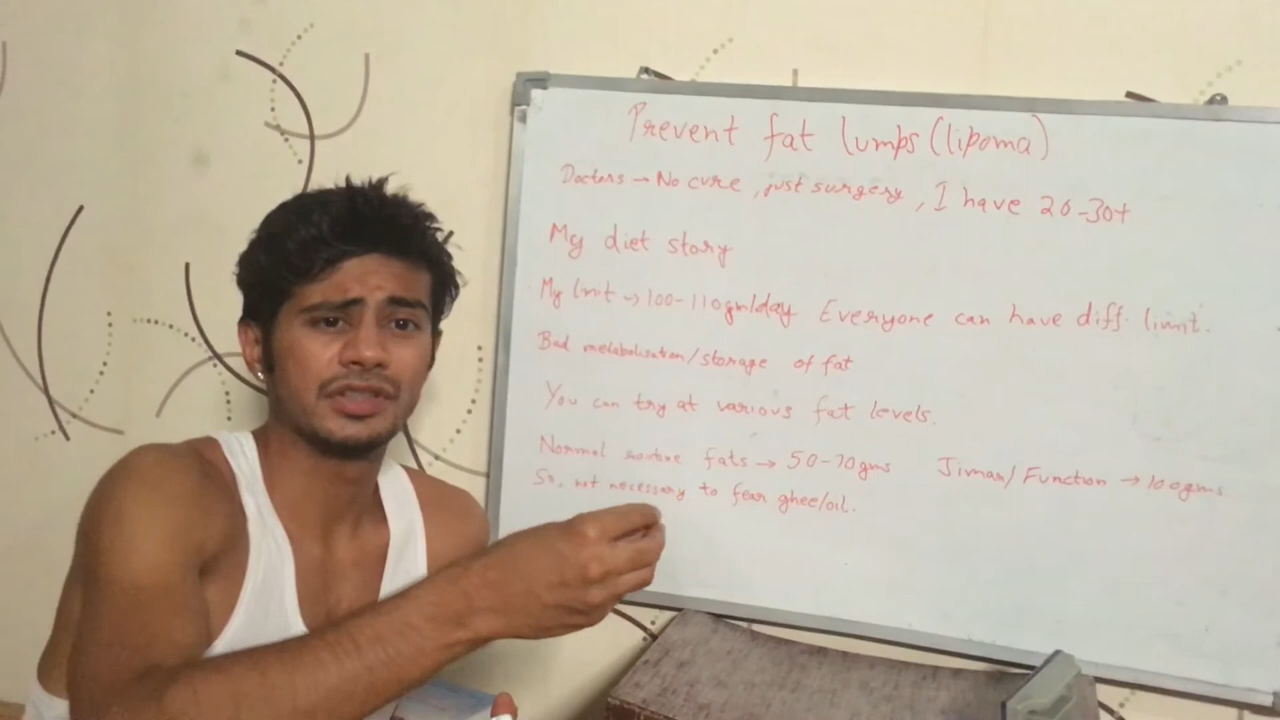 Prevent fat lumps (lipoma)
Doctors → No cure, just surgery, I have 20-30+
My diet story
My limit → 100-110gm/day Everyone can have diff. limit.
Bad metabolisation/storage of fat
You can try at various fat levels.
Normal routine fats → 50-70gms Jiman/Function → 100gms
So, not necessary to fear ghee/oil.